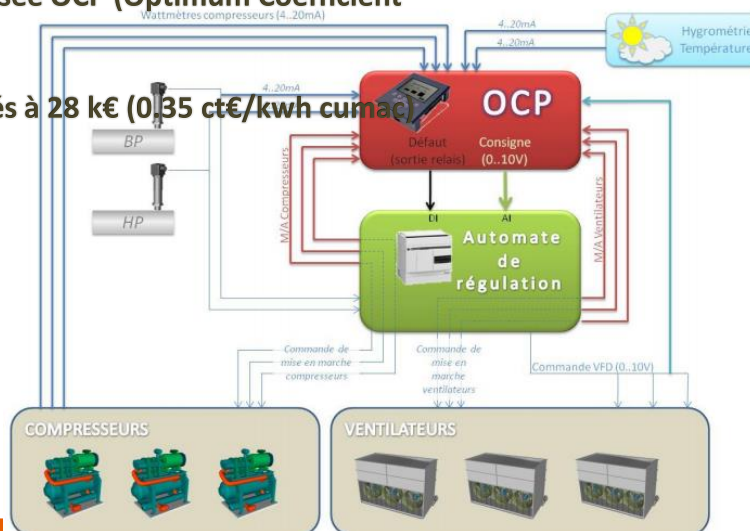 sée OCP (Optimum Coefficient
Wattmètres compresseurs (4..20mA)
4..20mA
4..20mA
Hygrométrie
Température
és à 28 k€ (0,35 ct€/kwh cumac)
4..20mA
OCP
BP
Défaut
(sortie relais)
Consigne
(0..10V)
HP
M/A Compresseurs
M/A Ventilateurs
DI
AI
Automate
de
régulation
Commande de
mise en marche
compresseurs
Commande de
mise en
marche
ventilateurs
Commande VFD (0..10V)
COMPRESSEURS
VENTILATEURS